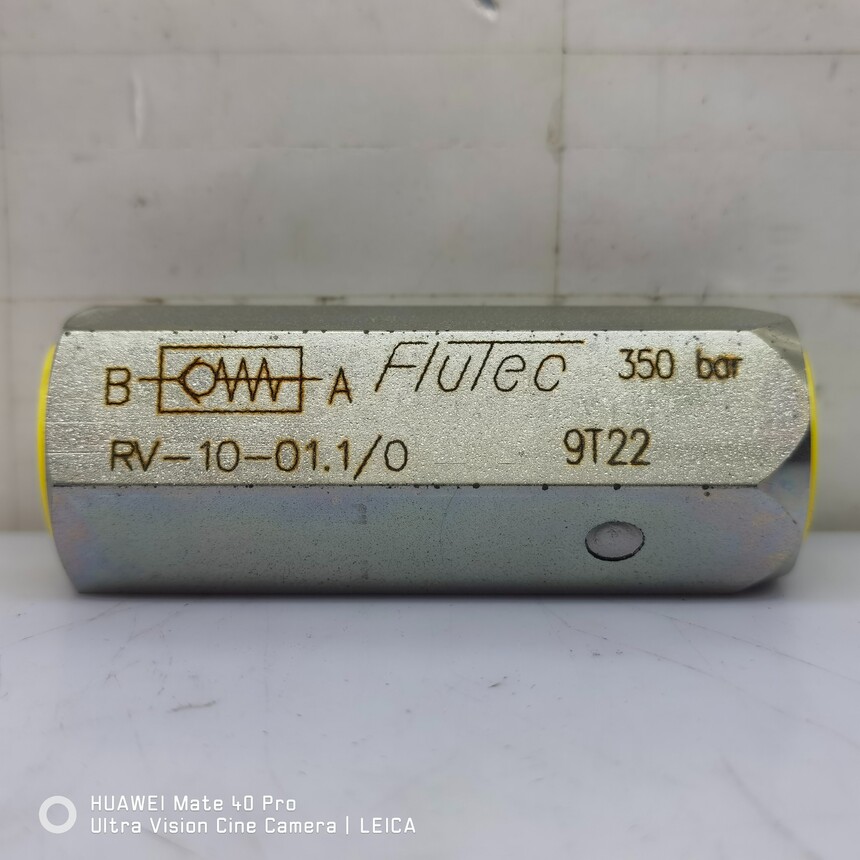 B A FluTec 350 bar
RV-10-01.1/0 9T22
HUAWEI Mate 40 Pro
Ultra Vision Cine Camera | LEICA